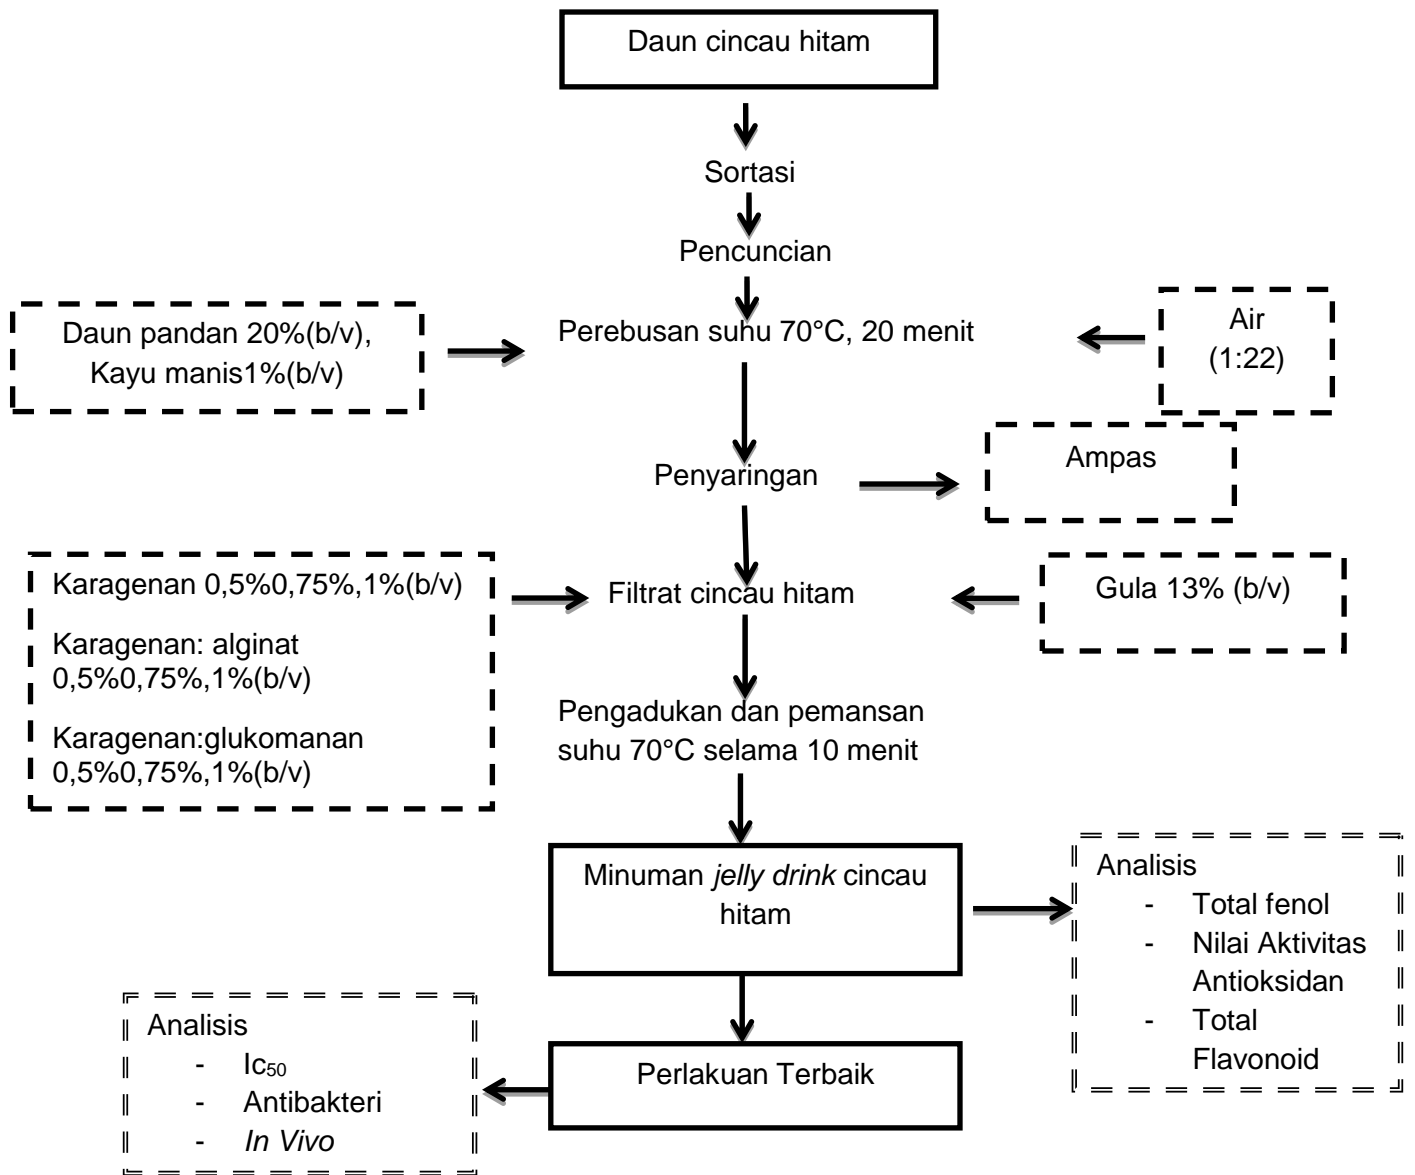 Daun cincau hitam
Sortasi
Pencuncian
Daun pandan 20%(b/v),
Kayu manis1%(b/v)
Perebusan suhu 70°C, 20 menit
Air
(1:22)
Penyaringan
Ampas
Karagenan 0,5%0,75%,1%(b/v)
Karagenan: alginat
0,5%0,75%,1%(b/v)
Karagenan:glukomanan
0,5%0,75%,1%(b/v)
Filtrat cincau hitam
Gula 13% (b/v)
Pengadukan dan pemansan
suhu 70°C selama 10 menit
Minuman jelly drink cincau
hitam
Analisis
- Total fenol
- Nilai Aktivitas
Antioksidan
- Total
Flavonoid
Perlakuan Terbaik
Analisis
- Ic₅₀
- Antibakteri
- In Vivo